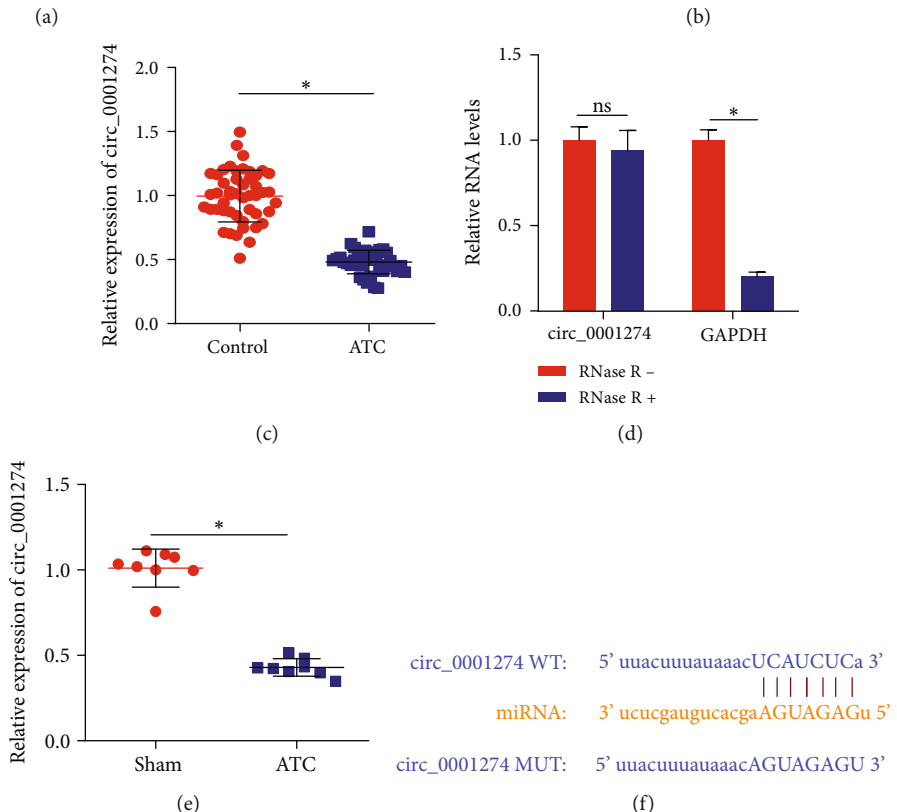 (a)
(b)
Relative expression of circ_0001274
2.0
1.5
1.0
0.5
0.0
*
Control
ATC
(c)
Relative RNA levels
1.5
1.0
0.5
0.0
ns
*
circ_0001274
GAPDH
RNase R –
RNase R +
(d)
Relative expression of circ_0001274
1.5
1.0
0.5
0.0
*
Sham
ATC
(e)
circ_0001274 WT: 5’ uuacuuuauaaacUCAUCUCa 3’
miRNA: 3’ ucucgaugucacgaAGUAGAGu 5’
circ_0001274 MUT: 5’ uuacuuuauaaacAGUAGAGU 3’
(f)